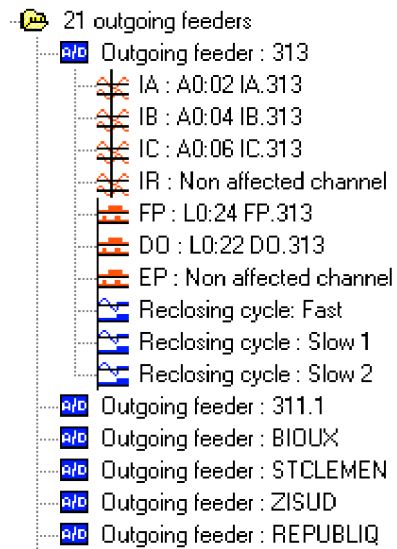 21 outgoing feeders
A/D Outgoing feeder : 313
IA : A0:02 IA.313
IB : A0:04 IB.313
IC : A0:06 IC.313
IR : Non affected channel
FP : L0:24 FP.313
DO : L0:22 DO.313
EP : Non affected channel
Reclosing cycle: Fast
Reclosing cycle : Slow 1
Reclosing cycle : Slow 2
A/D Outgoing feeder : 311.1
A/D Outgoing feeder : BIOUX
A/D Outgoing feeder : STCLEMEN
A/D Outgoing feeder : ZISUD
A/D Outgoing feeder : REPUBLIQ